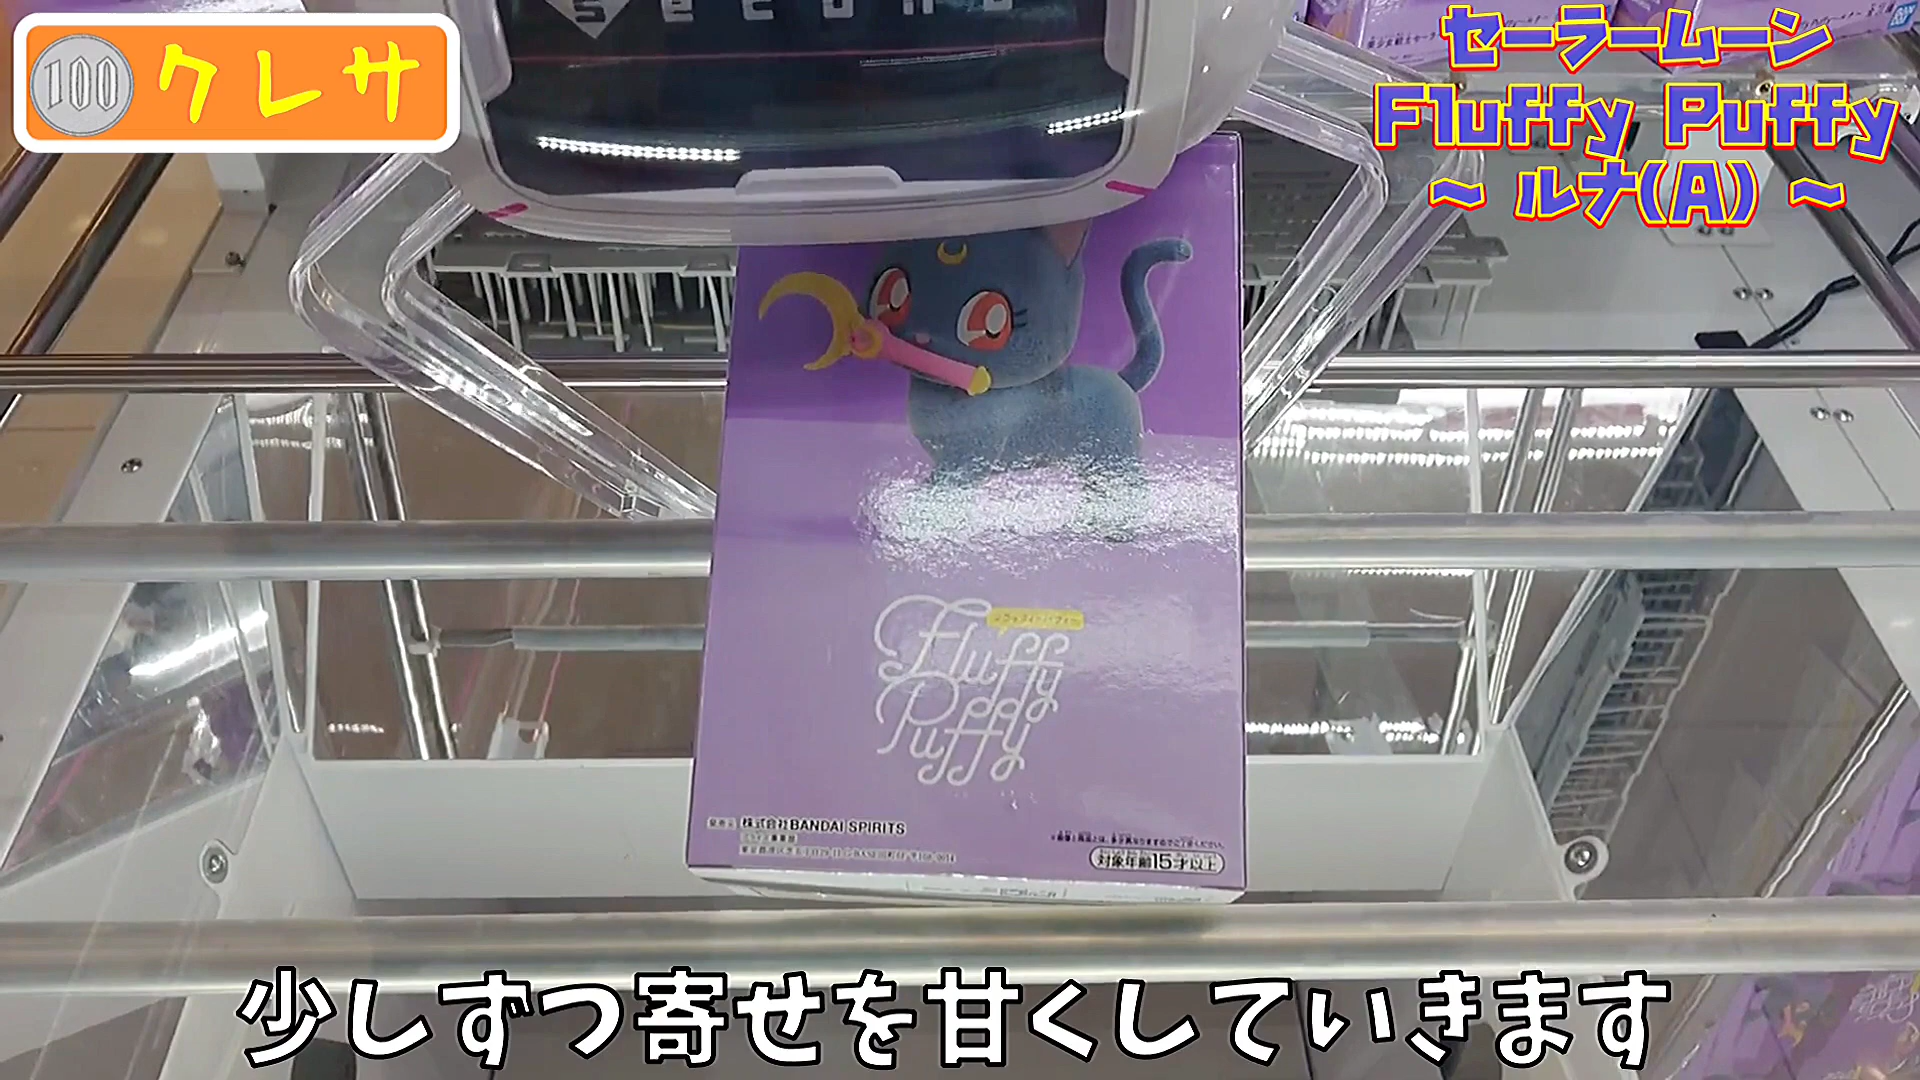 second
100 クレサ
セーラームーン
Fluffy Puffy
～ ルナ(A) ～
Fluffy
Puffy
株式会社BANDAI SPIRITS
対象年齢15才以上
少しずつ寄せを甘くしていきます